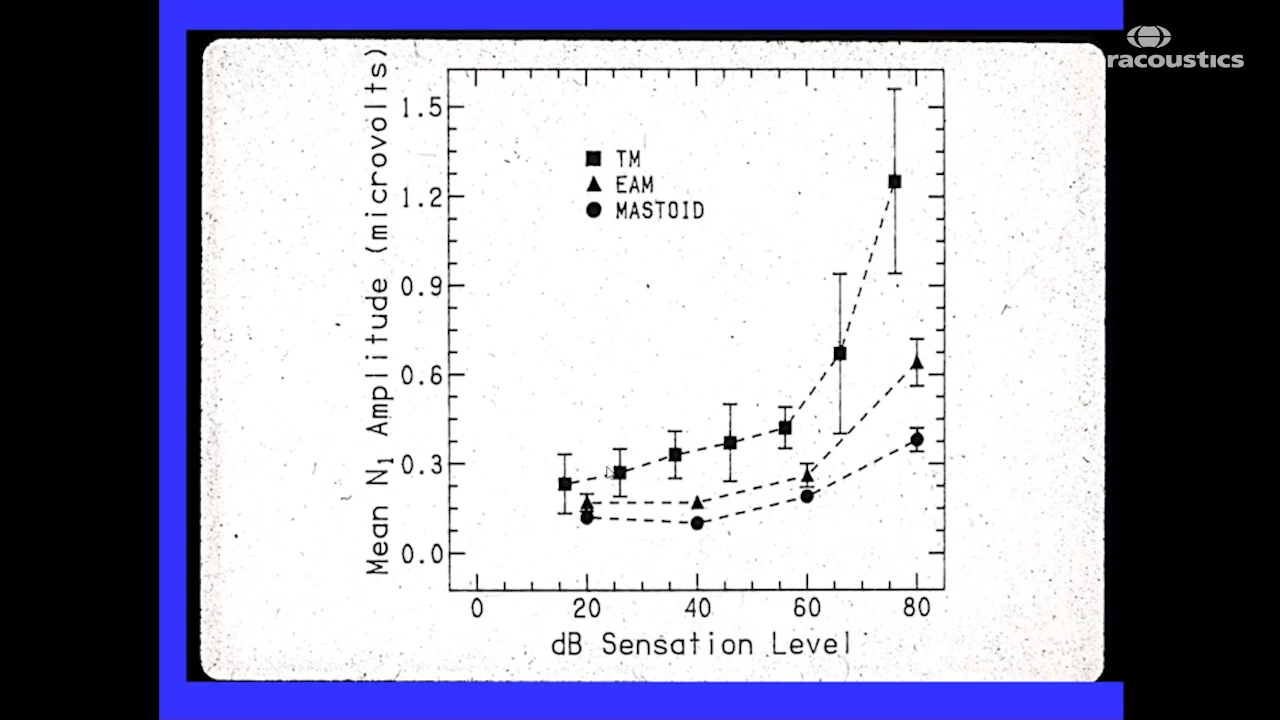 racoustics
Mean N1 Amplitude (microvolts)
1.5
1.2
0.9
0.6
0.3
0.0
TM
EAM
MASTOID
0 20 40 60 80
dB Sensation Level